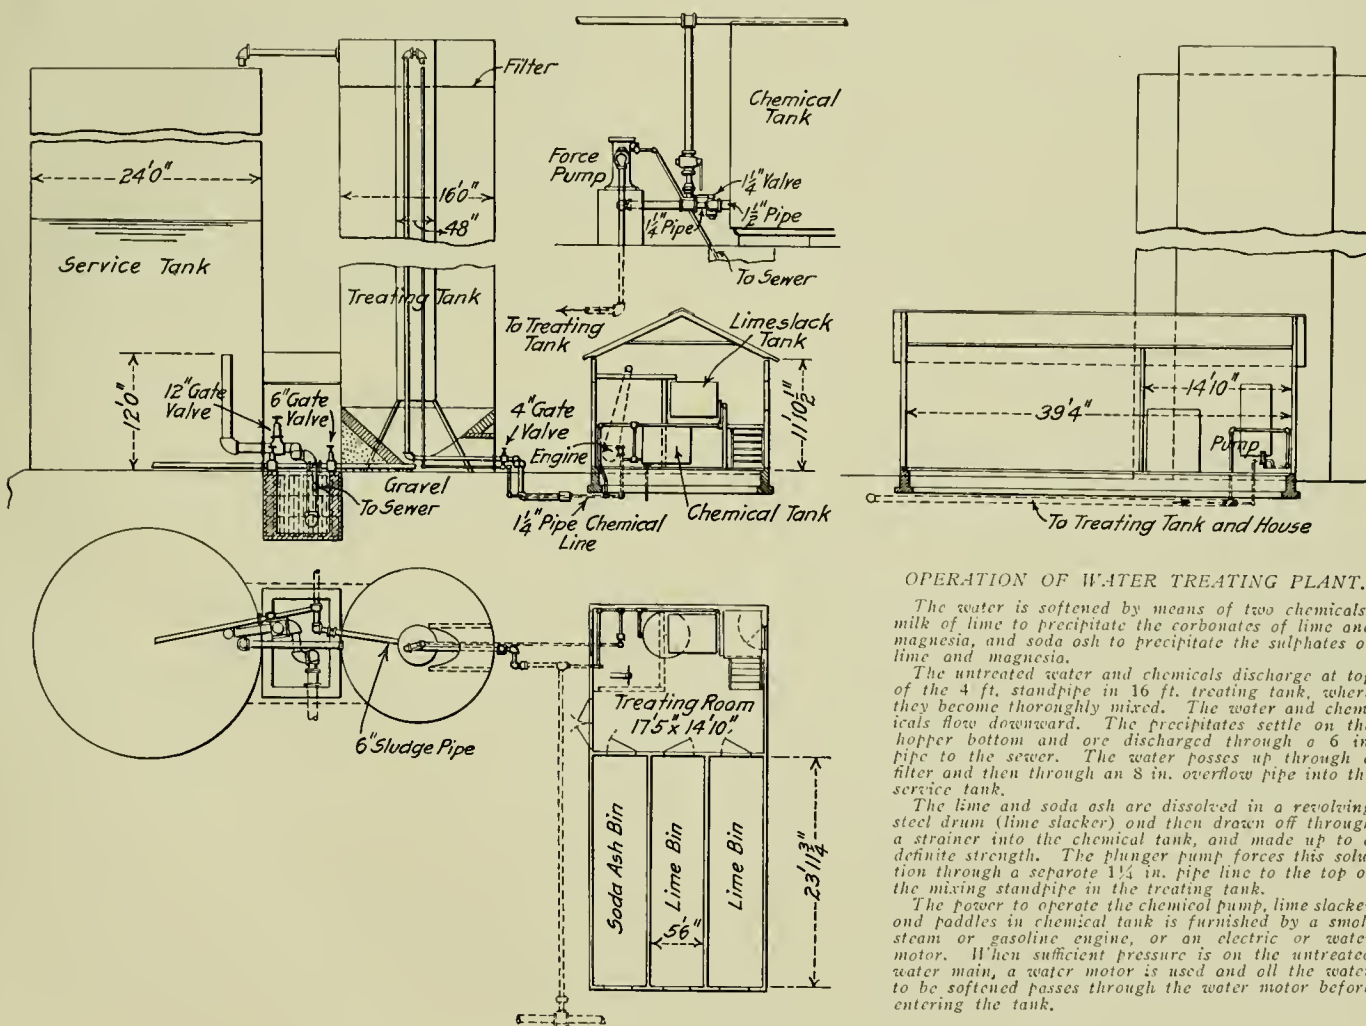 Filter
24'0"
16'0"
48"
Service Tank
Treating Tank
12'0"
12" Gate
Valve
6" Gate
Valve
4" Gate
Valve
Engine
Gravel
To Sewer
1¼" Pipe Chemical
Line
Chemical
Tank
Force
Pump
1¼" Valve
1½" Pipe
1¼" Pipe
To Sewer
To Treating
Tank
Limeslack
Tank
11'10½"
Chemical Tank
14'10"
39'4"
Pump
To Treating Tank and House
6" Sludge Pipe
Treating Room
17'5" x 14'10"
Soda Ash Bin
Lime Bin
Lime Bin
5'6"
23'11¾"
OPERATION OF WATER TREATING PLANT.
The water is softened by means of two chemicals
milk of lime to precipitate the corbonates of lime
magnesia, and soda ash to precipitate the sulphates
lime and magnesia.
The untreated water and chemicals discharge at
of the 4 ft. standpipe in 16 ft. treating tank,
they become thoroughly mixed. The water and chem
icals flow downward. The precipitates settle on
hopper bottom and are discharged through a 6 in
pipe to the sewer. The water passes up through
filter and then through an 8 in. overflow pipe into
service tank.
The lime and soda ash are dissolved in a revolving
steel drum (lime slacker) and then drawn off through
a strainer into the chemical tank, and made up to
definite strength. The plunger pump forces this solu
tion through a separate 1¼ in. pipe line to the top
the mixing standpipe in the treating tank.
The power to operate the chemical pump, lime slacker
and paddles in chemical tank is furnished by a
steam or gasoline engine, or an electric or
motor. When sufficient pressure is on the untreated
water main, a water motor is used and all the water
to be softened passes through the water motor before
entering the tank.